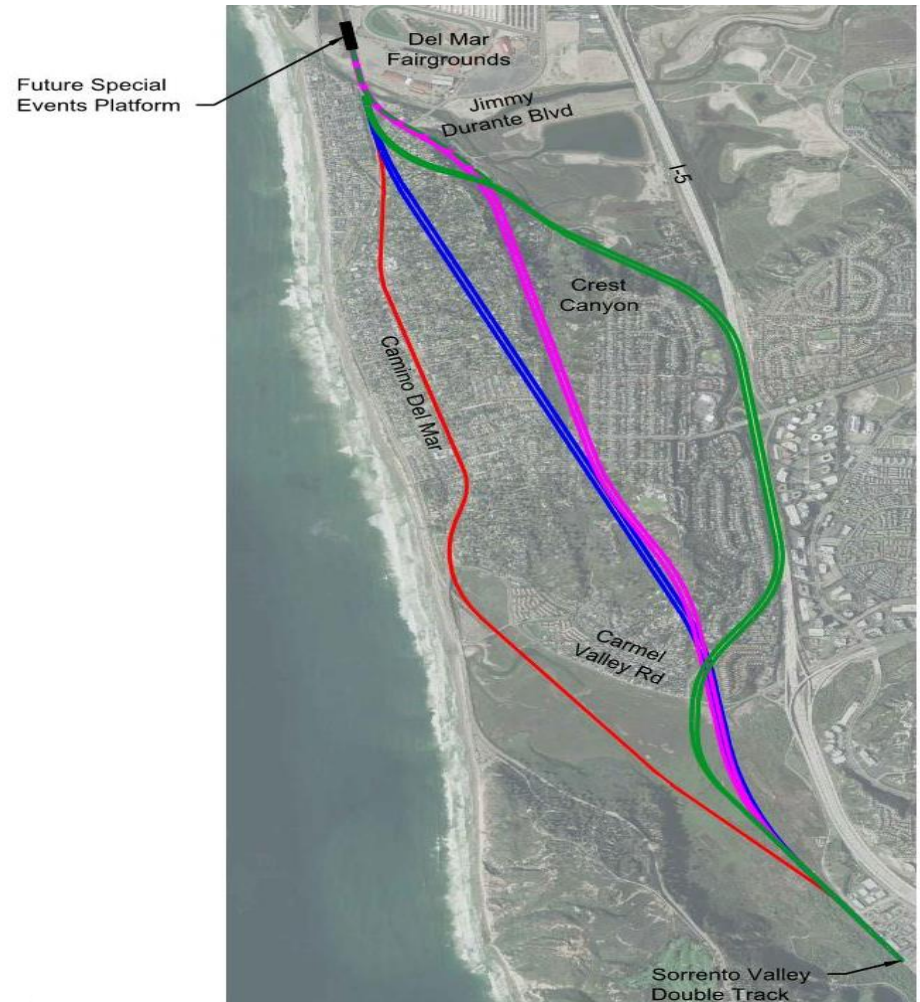 Del Mar
Fairgrounds
Future Special
Events Platform
Jimmy
Durante Blvd
I-5
Crest
Canyon
Camino Del Mar
Carmel
Valley Rd
Sorrento Valley
Double Track